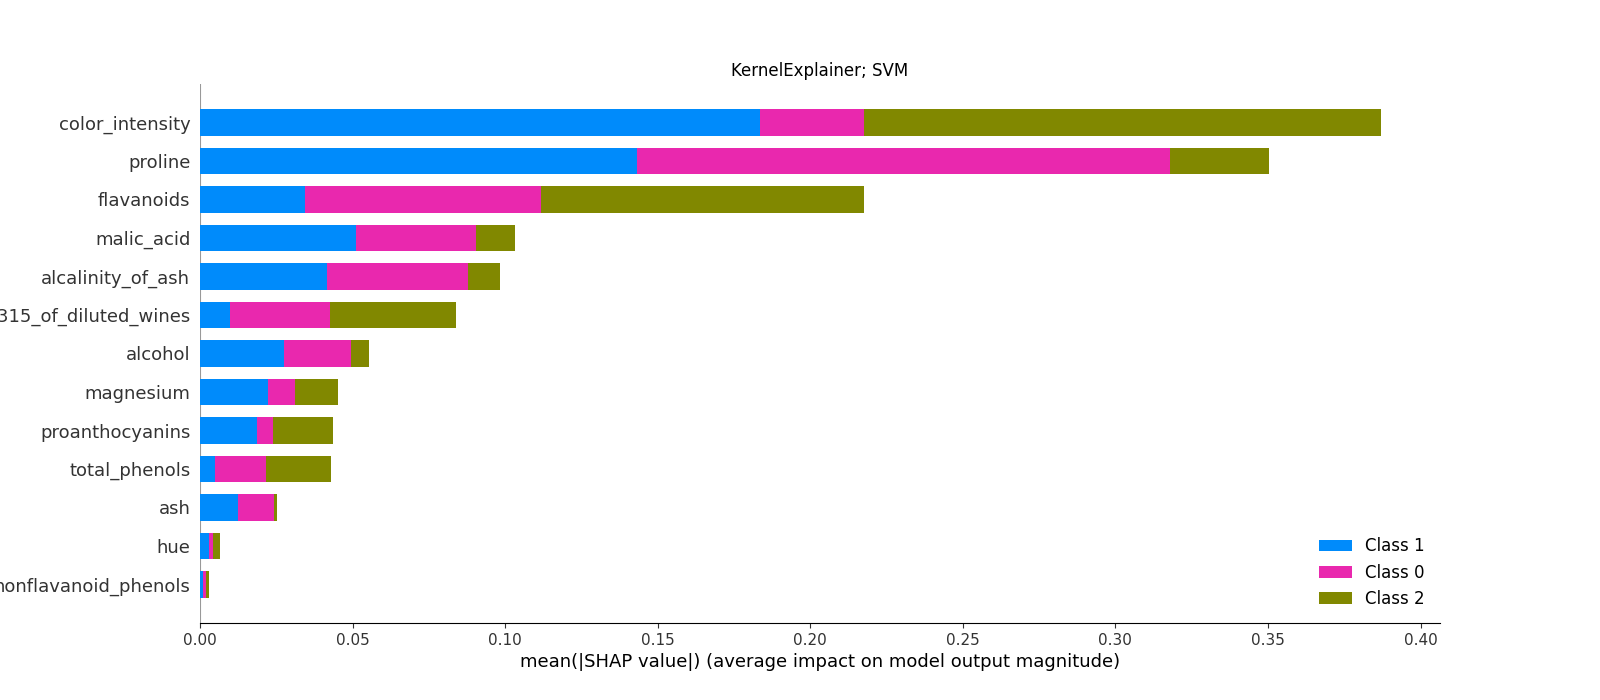 KernelExplainer; SVM
color_intensity
proline
flavanoids
malic_acid
alcalinity_of_ash
315_of_diluted_wines
alcohol
magnesium
proanthocyanins
total_phenols
ash
hue
nonflavanoid_phenols
Class 1
Class 0
Class 2
0.00 0.05 0.10 0.15 0.20 0.25 0.30 0.35 0.40
mean(|SHAP value|) (average impact on model output magnitude)